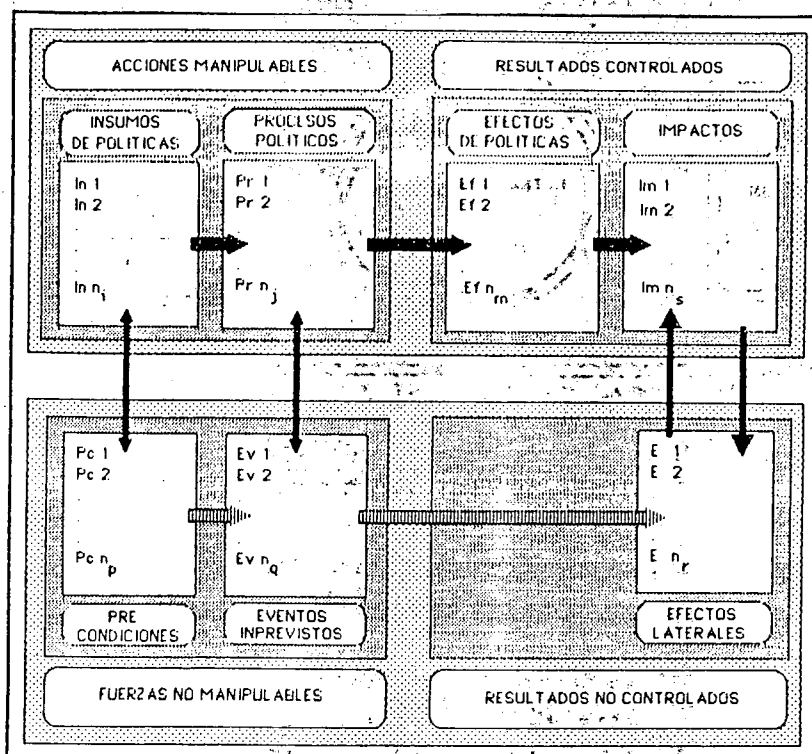 ACCIONES MANIPULABLES
RESULTADOS CONTROLADOS
INSUMOS
DE POLITICAS
PROCESOS
POLITICOS
EFECTOS
DE POLITICAS
IMPACTOS
In 1
In 2
In n i
Pr 1
Pr 2
Pr n j
Ef 1
Ef 2
Ef n m
Im 1
Im 2
Im n s
Pc 1
Pc 2
Pc n p
Ev 1
Ev 2
Ev n q
E 1
E 2
E n r
PRE
CONDICIONES
EVENTOS
INPREVISTOS
EFECTOS
LATERALES
FUERZAS NO MANIPULABLES
RESULTADOS NO CONTROLADOS